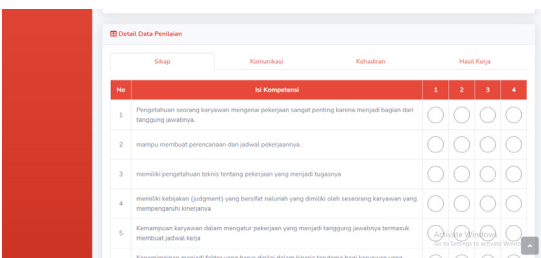 Detail Data Penilaian
Sikap Komunikasi Kehadiran Hasil Kerja
No Isi Kompetensi 1 2 3 4
1 Pengetahuan seorang karyawan mengenai pekerjaan sangat penting karena menjadi bagian dari
tanggung jawabnya.
2 mampu membuat perencanaan dan jadwal pekerjaannya.
3 memiliki pengetahuan teknis tentang pekerjaan yang menjadi tugasnya
4 memiliki kebijakan (judgment) yang bersifat naluriah yang dimiliki oleh seseorang karyawan yang
mempengaruhi kinerjanya
5 Kemampuan karyawan dalam mengatur pekerjaan yang menjadi tanggung jawabnya termasuk
membuat jadwal kerja
Activate Windows
Go to Settings to activate